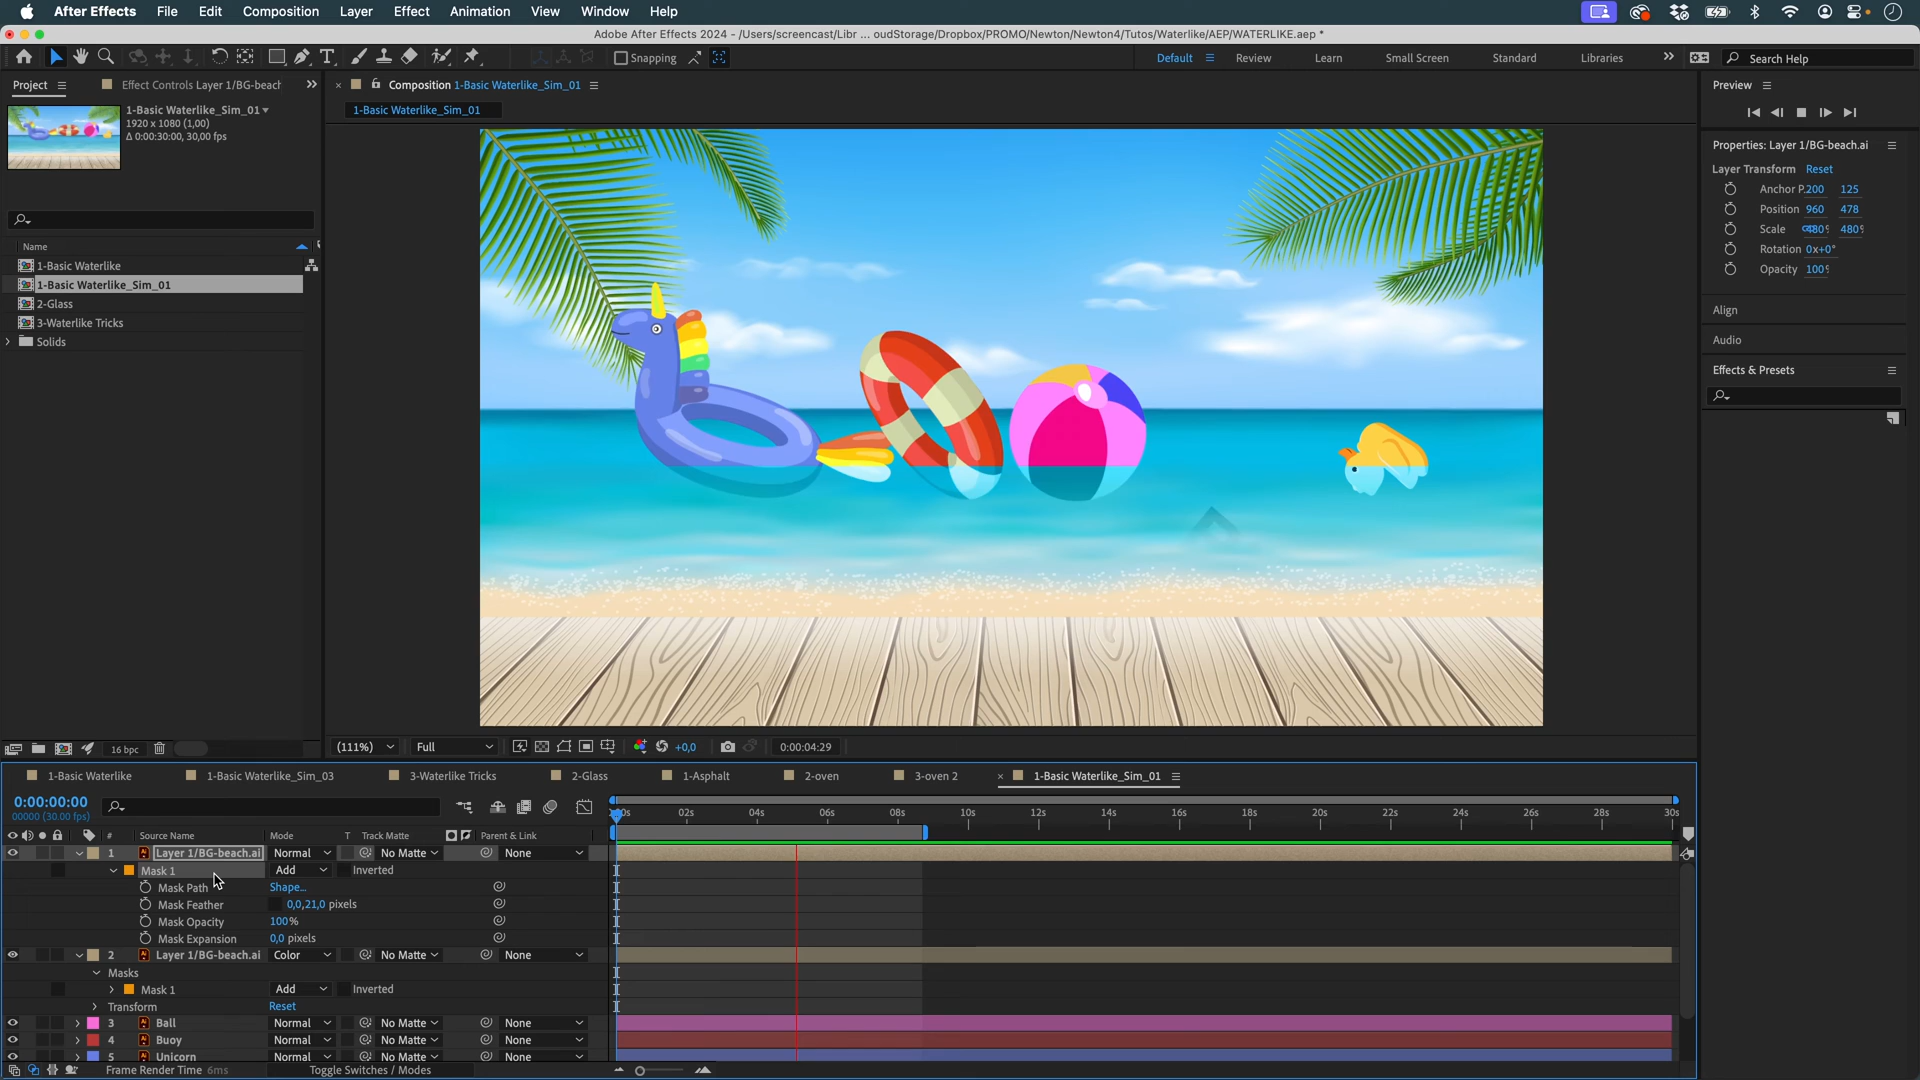 After Effects File Edit Composition Layer Effect Animation View Window Help
Adobe After Effects 2024 - /Users/screencast/Libr ... oudStorage/Dropbox/PROMO/Newton/Newton4/Tutos/Waterlike/AEP/WATERLIKE.aep *
Snapping
Default Review Learn Small Screen Standard Libraries
Search Help
Project
Effect Controls Layer 1/BG-beach
1-Basic Waterlike_Sim_01
1920 x 1080 (1,00)
Δ 0:00:30:00, 30,00 fps
Name
1-Basic Waterlike
1-Basic Waterlike_Sim_01
2-Glass
3-Waterlike Tricks
Solids
16 bpc
Composition 1-Basic Waterlike_Sim_01
1-Basic Waterlike_Sim_01
(111%) Full +0,0 0:00:04:29
Preview
Properties: Layer 1/BG-beach.ai
Layer Transform Reset
Anchor P 200 125
Position 960 478
Scale 480 480
Rotation 0x+0°
Opacity 100
Align
Audio
Effects & Presets
1-Basic Waterlike 1-Basic Waterlike_Sim_03 3-Waterlike Tricks 2-Glass 1-Asphalt 2-oven 3-oven 2 1-Basic Waterlike_Sim_01
0:00:00:00
00000 (30.00 fps)
02s 04s 06s 08s 10s 12s 14s 16s 18s 20s 22s 24s 26s 28s 30s
# Source Name Mode T Track Matte Parent & Link
1 Layer 1/BG-beach.ai Normal No Matte None
Mask 1 Add Inverted
Mask Path Shape...
Mask Feather 0,0,21,0 pixels
Mask Opacity 100%
Mask Expansion 0,0 pixels
2 Layer 1/BG-beach.ai Color No Matte None
Masks
Mask 1 Add Inverted
Transform Reset
3 Ball Normal No Matte None
4 Buoy Normal No Matte None
5 Unicorn Normal No Matte None
Frame Render Time 6ms Toggle Switches / Modes